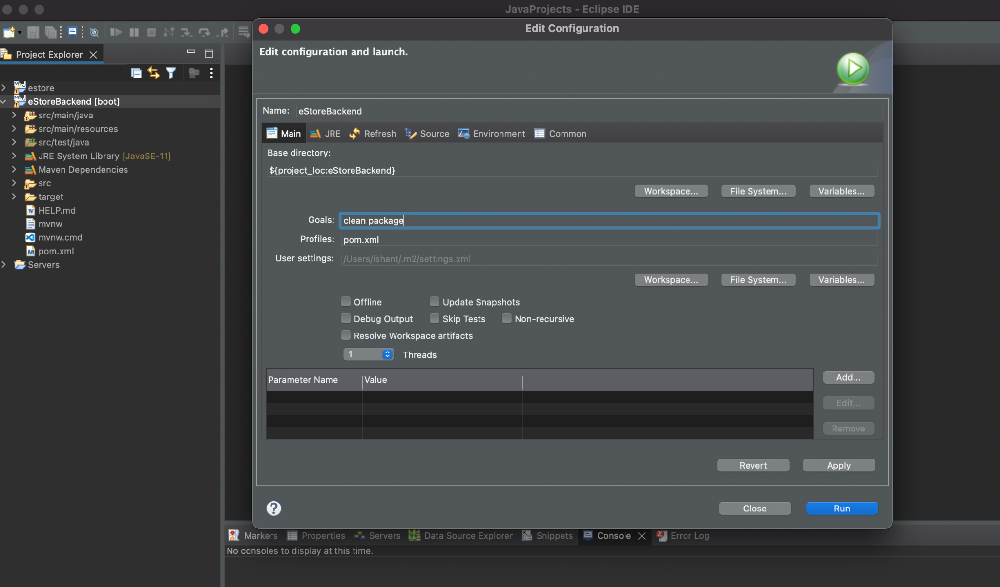 JavaProjects - Eclipse IDE
Project Explorer
estore
eStoreBackend [boot]
src/main/java
src/main/resources
src/test/java
JRE System Library [JavaSE-11]
Maven Dependencies
src
target
HELP.md
mvnw
mvnw.cmd
pom.xml
Servers
Edit Configuration
Edit configuration and launch.
Name: eStoreBackend
Main JRE Refresh Source Environment Common
Base directory:
${project_loc:eStoreBackend}
Workspace... File System... Variables...
Goals: clean package
Profiles: pom.xml
User settings: /Users/ishant/.m2/settings.xml
Workspace... File System... Variables...
Offline Update Snapshots
Debug Output Skip Tests Non-recursive
Resolve Workspace artifacts
1 Threads
Parameter Name Value
Add...
Edit...
Remove
Revert Apply
Close Run
Markers Properties Servers Data Source Explorer Snippets Console Error Log
No consoles to display at this time.